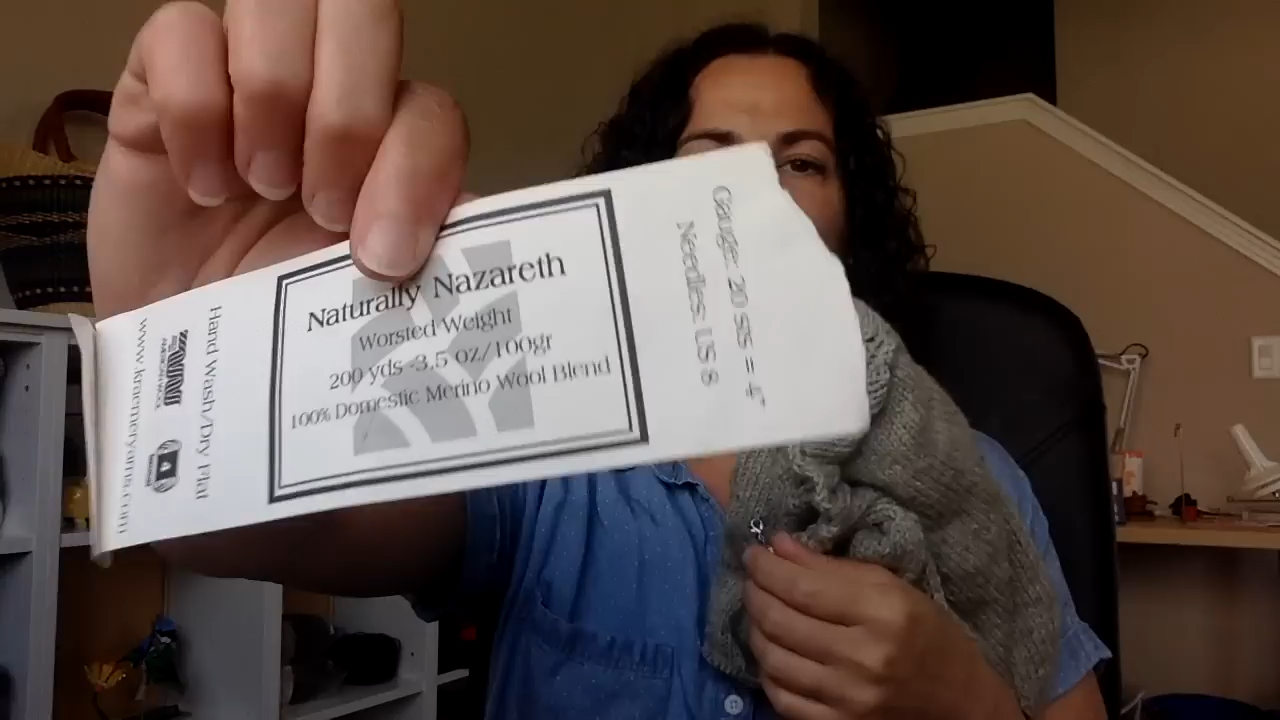 Naturally Nazareth
Worsted Weight
200 yds -3.5 oz/100gr
100% Domestic Merino Wool Blend
Gauge: 20 sts = 4"
Needles: US 8
Hand Wash/Dry Flat
4
www.kraemeryarns.com